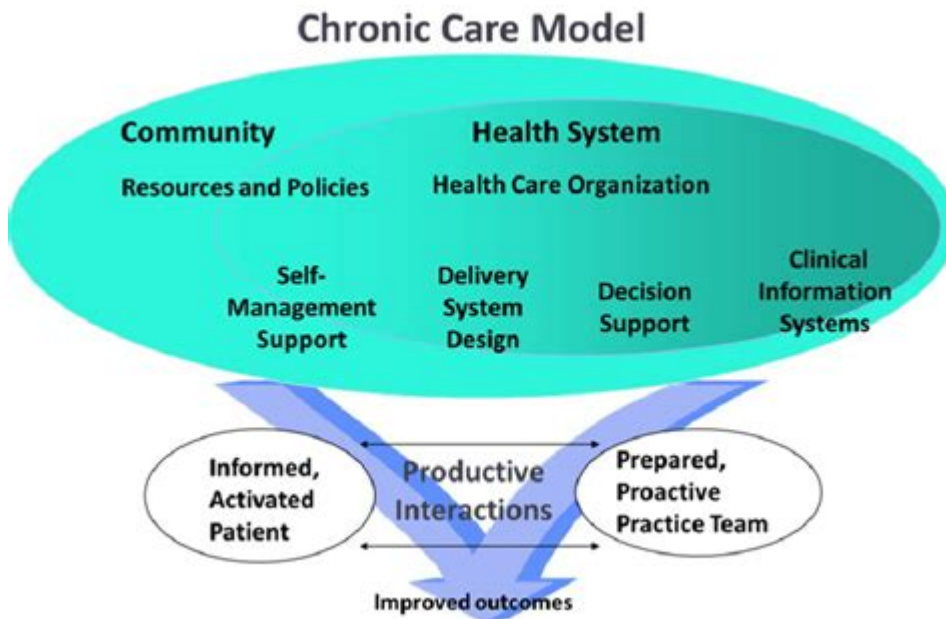 Chronic Care Model
Community
Health System
Resources and Policies
Health Care Organization
Self-
Management
Support
Delivery
System
Design
Decision
Support
Clinical
Information
Systems
Informed,
Activated
Patient
Productive
Interactions
Prepared,
Proactive
Practice Team
Improved outcomes